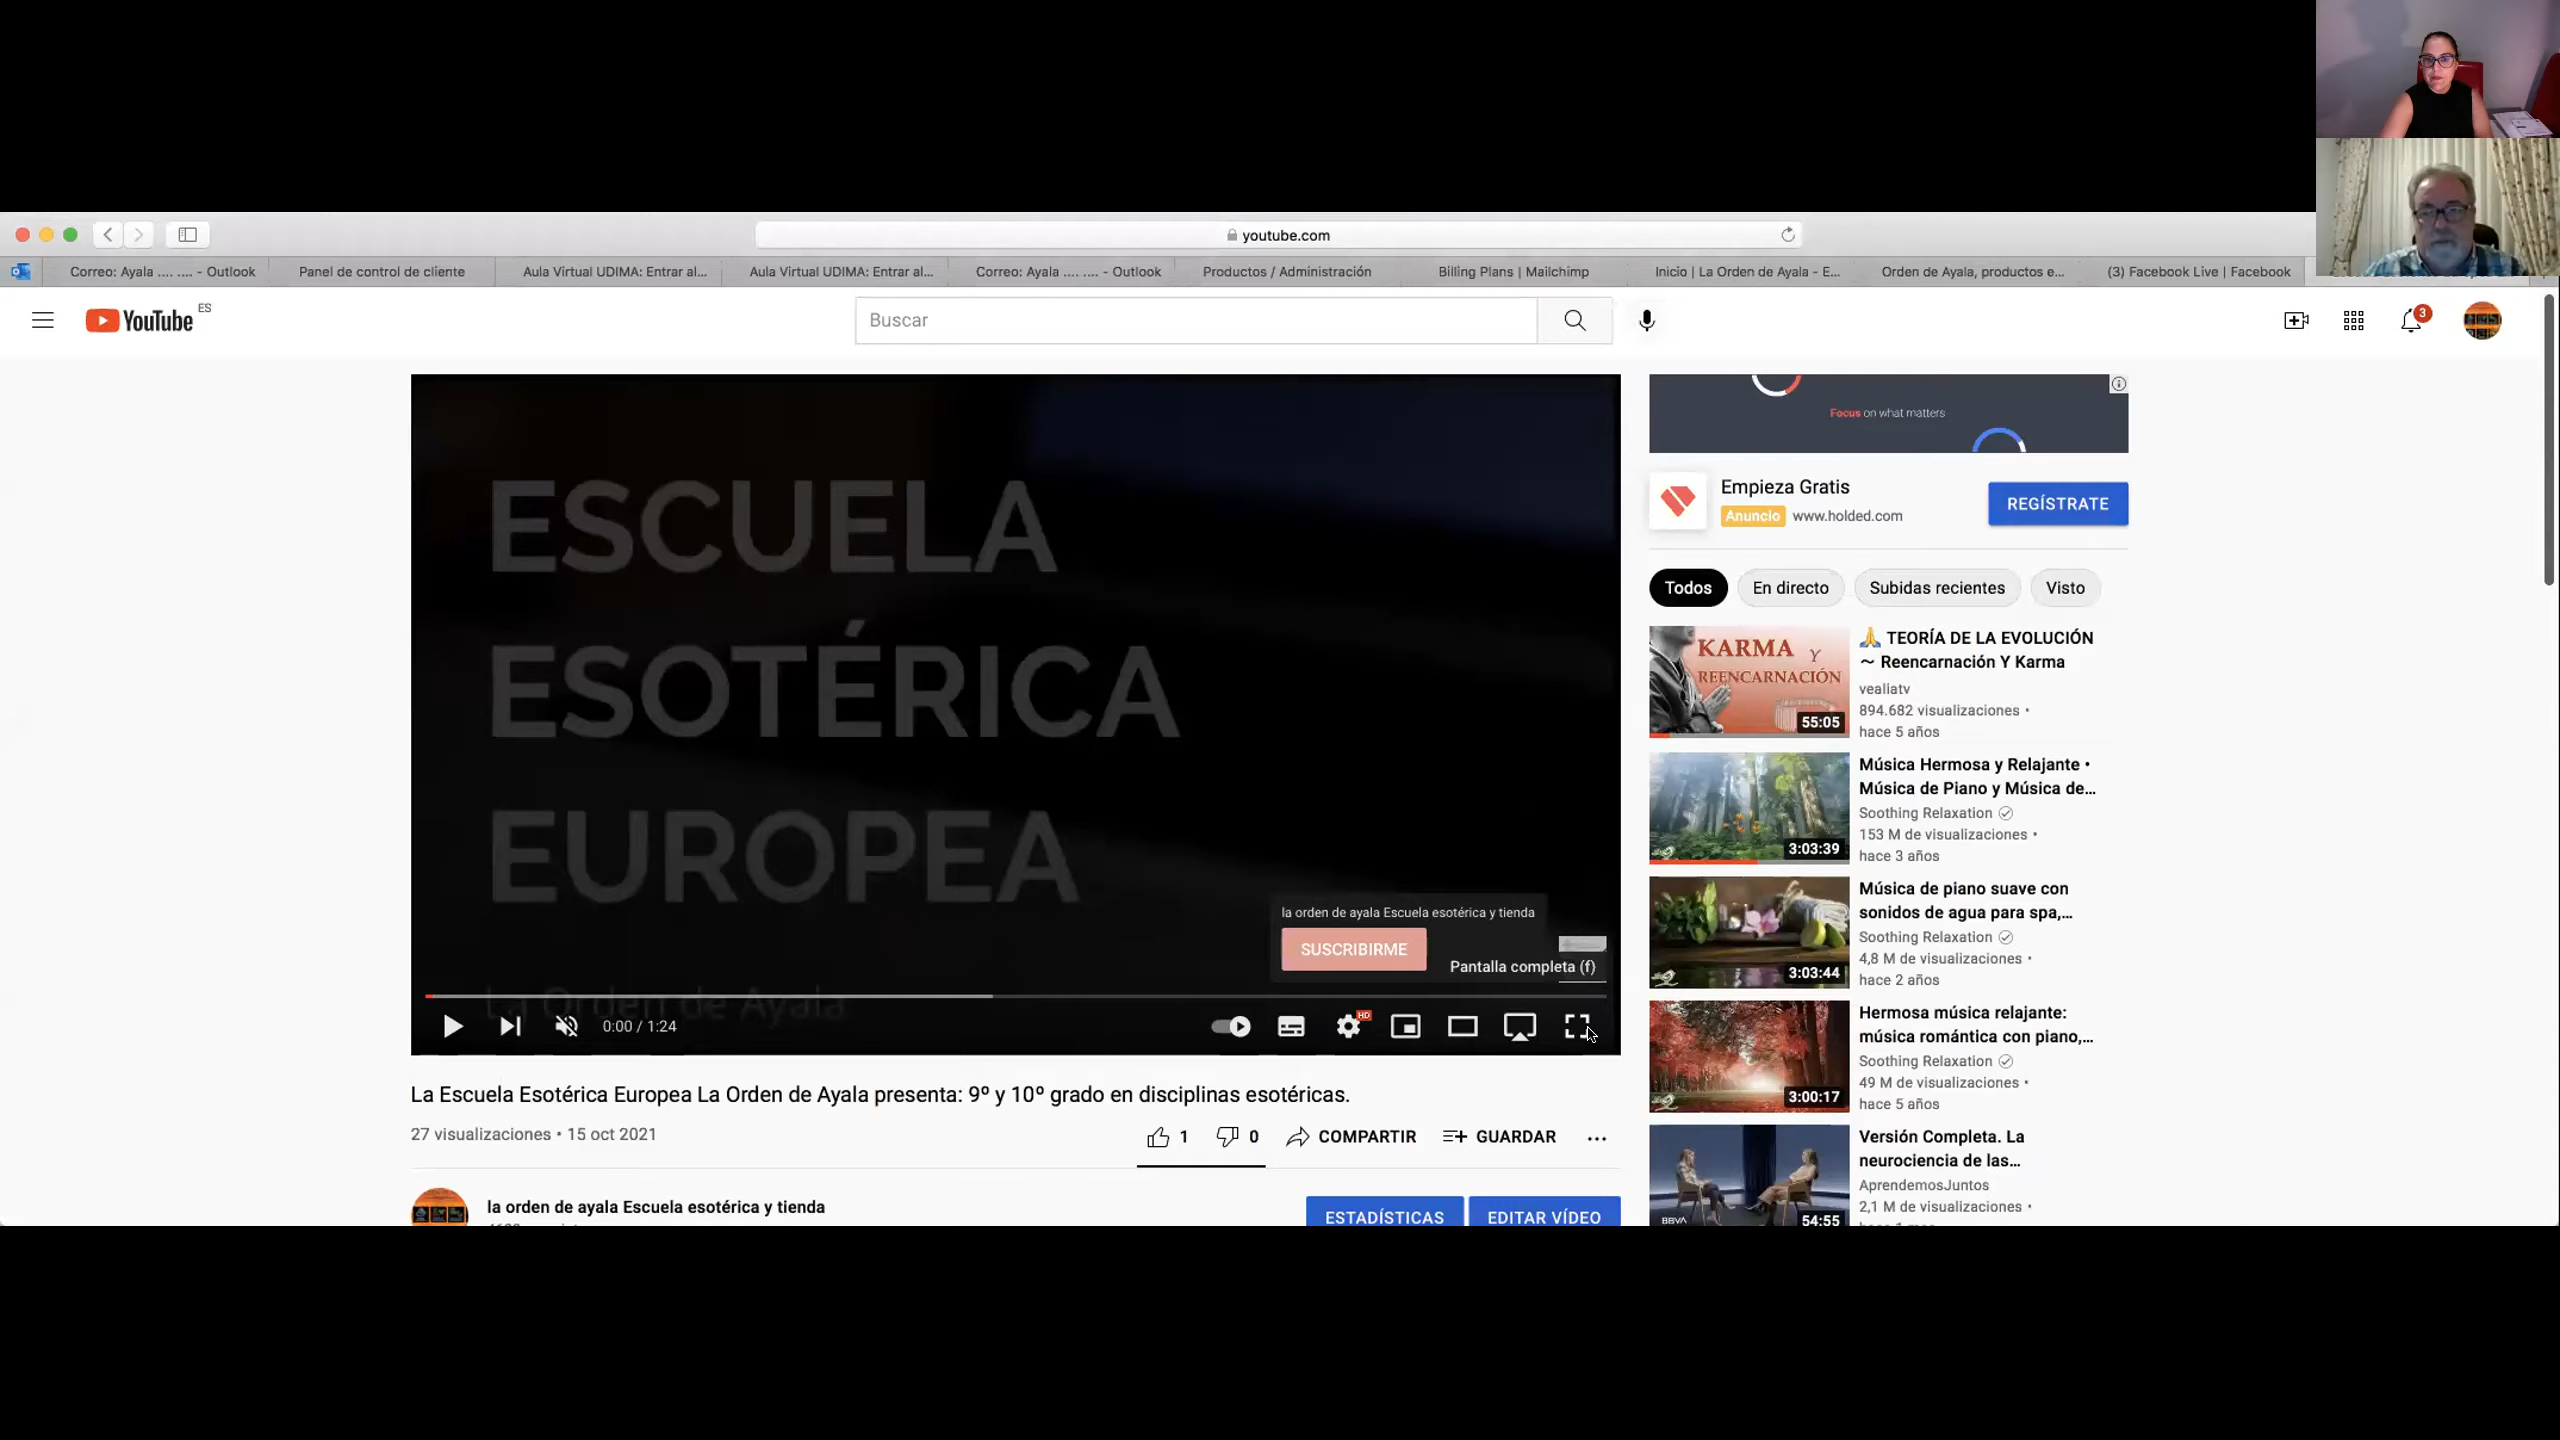 youtube.com
Correo: Ayala .... .... - Outlook
Panel de control de cliente
Aula Virtual UDIMA: Entrar al...
Aula Virtual UDIMA: Entrar al...
Correo: Ayala .... .... - Outlook
Productos / Administración
Billing Plans | Mailchimp
Inicio | La Orden de Ayala - E...
Orden de Ayala, productos e...
(3) Facebook Live | Facebook
YouTube ES
Buscar
3
ESCUELA
ESOTÉRICA
EUROPEA
La Orden de Ayala
la orden de ayala Escuela esotérica y tienda
SUSCRIBIRME
Pantalla completa (f)
0:00 / 1:24
HD
La Escuela Esotérica Europea La Orden de Ayala presenta: 9º y 10º grado en disciplinas esotéricas.
27 visualizaciones • 15 oct 2021
1
0
COMPARTIR
GUARDAR
la orden de ayala Escuela esotérica y tienda
ESTADÍSTICAS
EDITAR VÍDEO
Focus on what matters
Empieza Gratis
Anuncio www.holded.com
REGÍSTRATE
Todos
En directo
Subidas recientes
Visto
KARMA Y
REENCARNACIÓN
55:05
🙏 TEORÍA DE LA EVOLUCIÓN
~ Reencarnación Y Karma
vealiatv
894.682 visualizaciones •
hace 5 años
3:03:39
Música Hermosa y Relajante •
Música de Piano y Música de...
Soothing Relaxation
153 M de visualizaciones •
hace 3 años
3:03:44
Música de piano suave con
sonidos de agua para spa,...
Soothing Relaxation
4,8 M de visualizaciones •
hace 2 años
3:00:17
Hermosa música relajante:
música romántica con piano,...
Soothing Relaxation
49 M de visualizaciones •
hace 5 años
BBVA
54:55
Versión Completa. La
neurociencia de las...
AprendemosJuntos
2,1 M de visualizaciones •